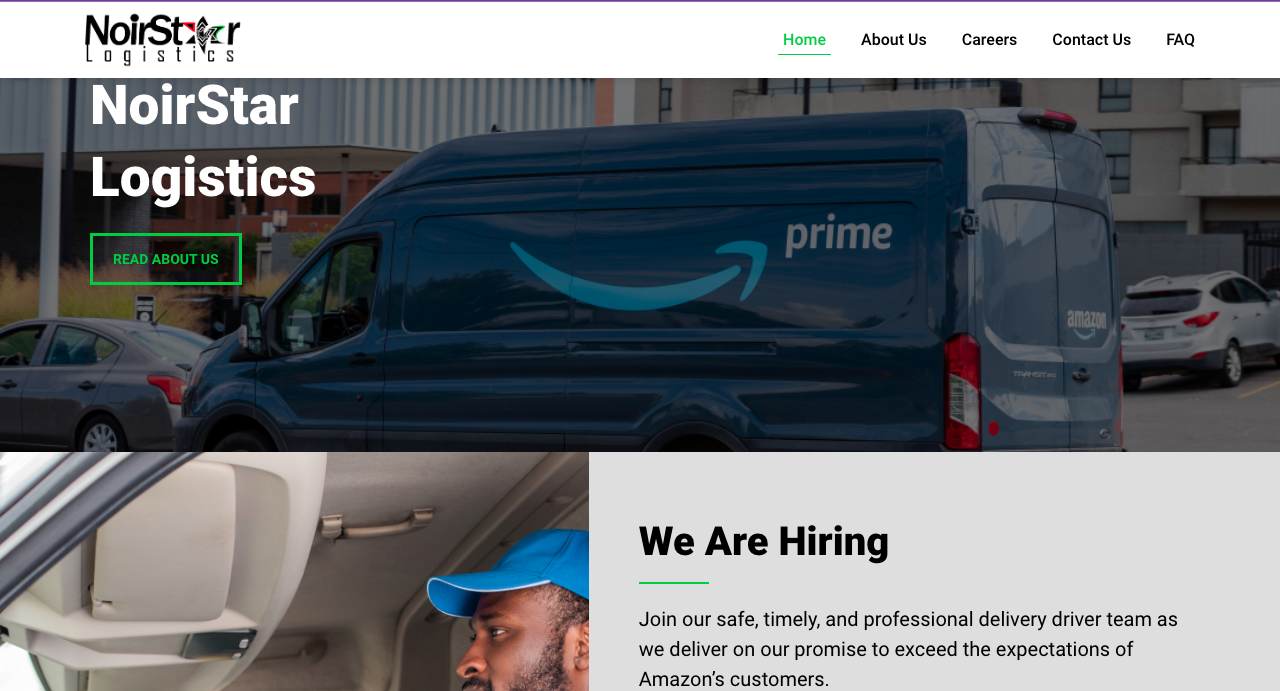 NoirStar
Logistics
Home
About Us
Careers
Contact Us
FAQ
NoirStar
Logistics
READ ABOUT US
prime
amazon
TRANSIT
We Are Hiring
Join our safe, timely, and professional delivery driver team as
we deliver on our promise to exceed the expectations of
Amazon’s customers.